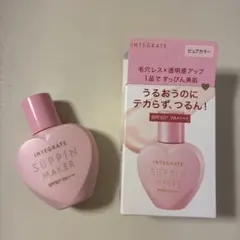 INTEGRATE
SUPPIN
MAKER
INTEGRATE
ピュアカラー
毛穴レス×透明感アップ
1品で すっぴん美肌
うるおうのに
テカらず、つるん！
SPF50+ PA++++
INTEGRATE
SUPPIN
MAKER